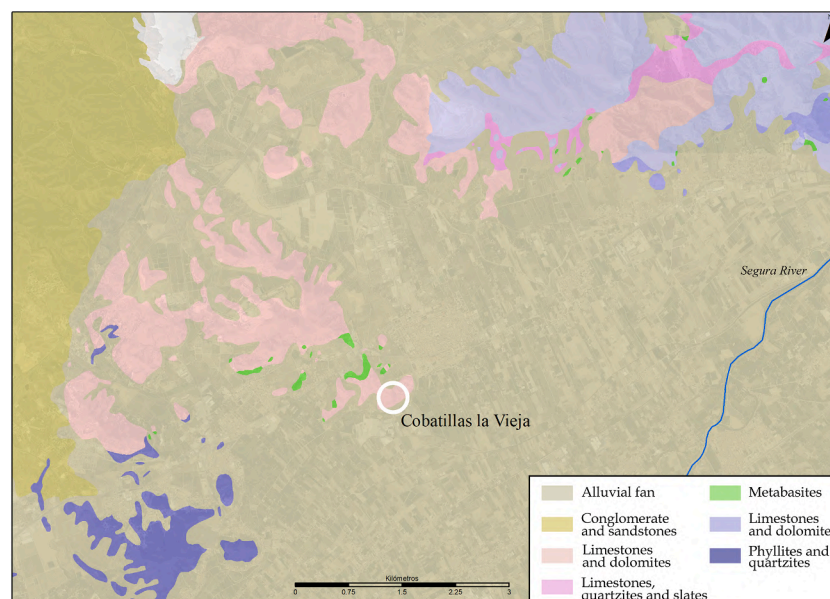 Segura River
Cobatillas la Vieja
Kilómetros
0 0.75 1.5 2.25 3
Alluvial fan
Conglomerate
and sandstones
Limestones
and dolomites
Limestones,
quartzites and slates
Metabasites
Limestones
and dolomite
Phyllites and
quartzites